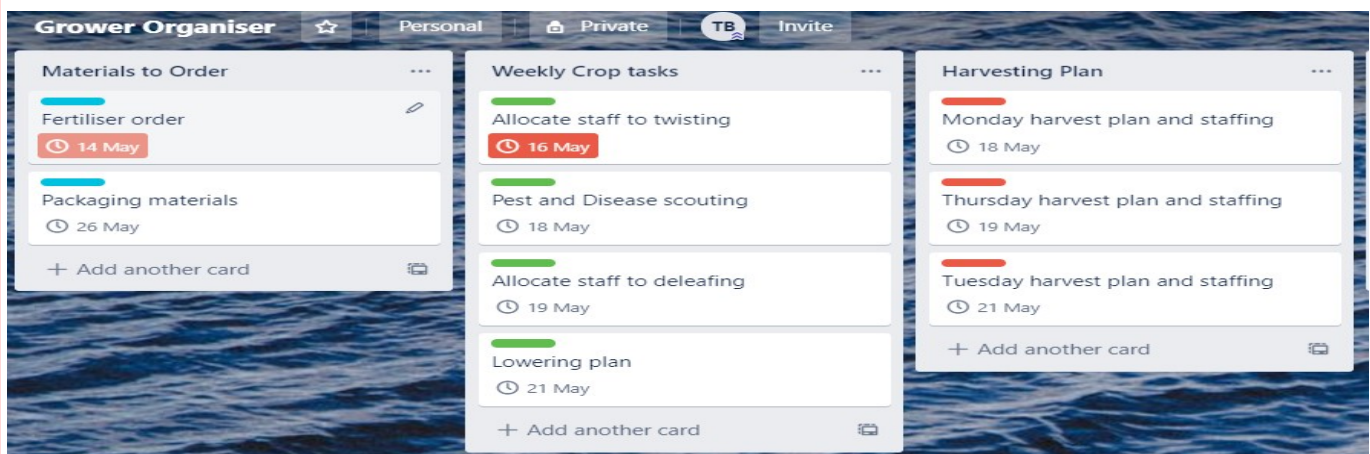 Grower Organiser Personal Private TB Invite
Materials to Order
Fertiliser order
14 May
Packaging materials
26 May
+ Add another card
Weekly Crop tasks
Allocate staff to twisting
16 May
Pest and Disease scouting
18 May
Allocate staff to deleafing
19 May
Lowering plan
21 May
+ Add another card
Harvesting Plan
Monday harvest plan and staffing
18 May
Thursday harvest plan and staffing
19 May
Tuesday harvest plan and staffing
21 May
+ Add another card